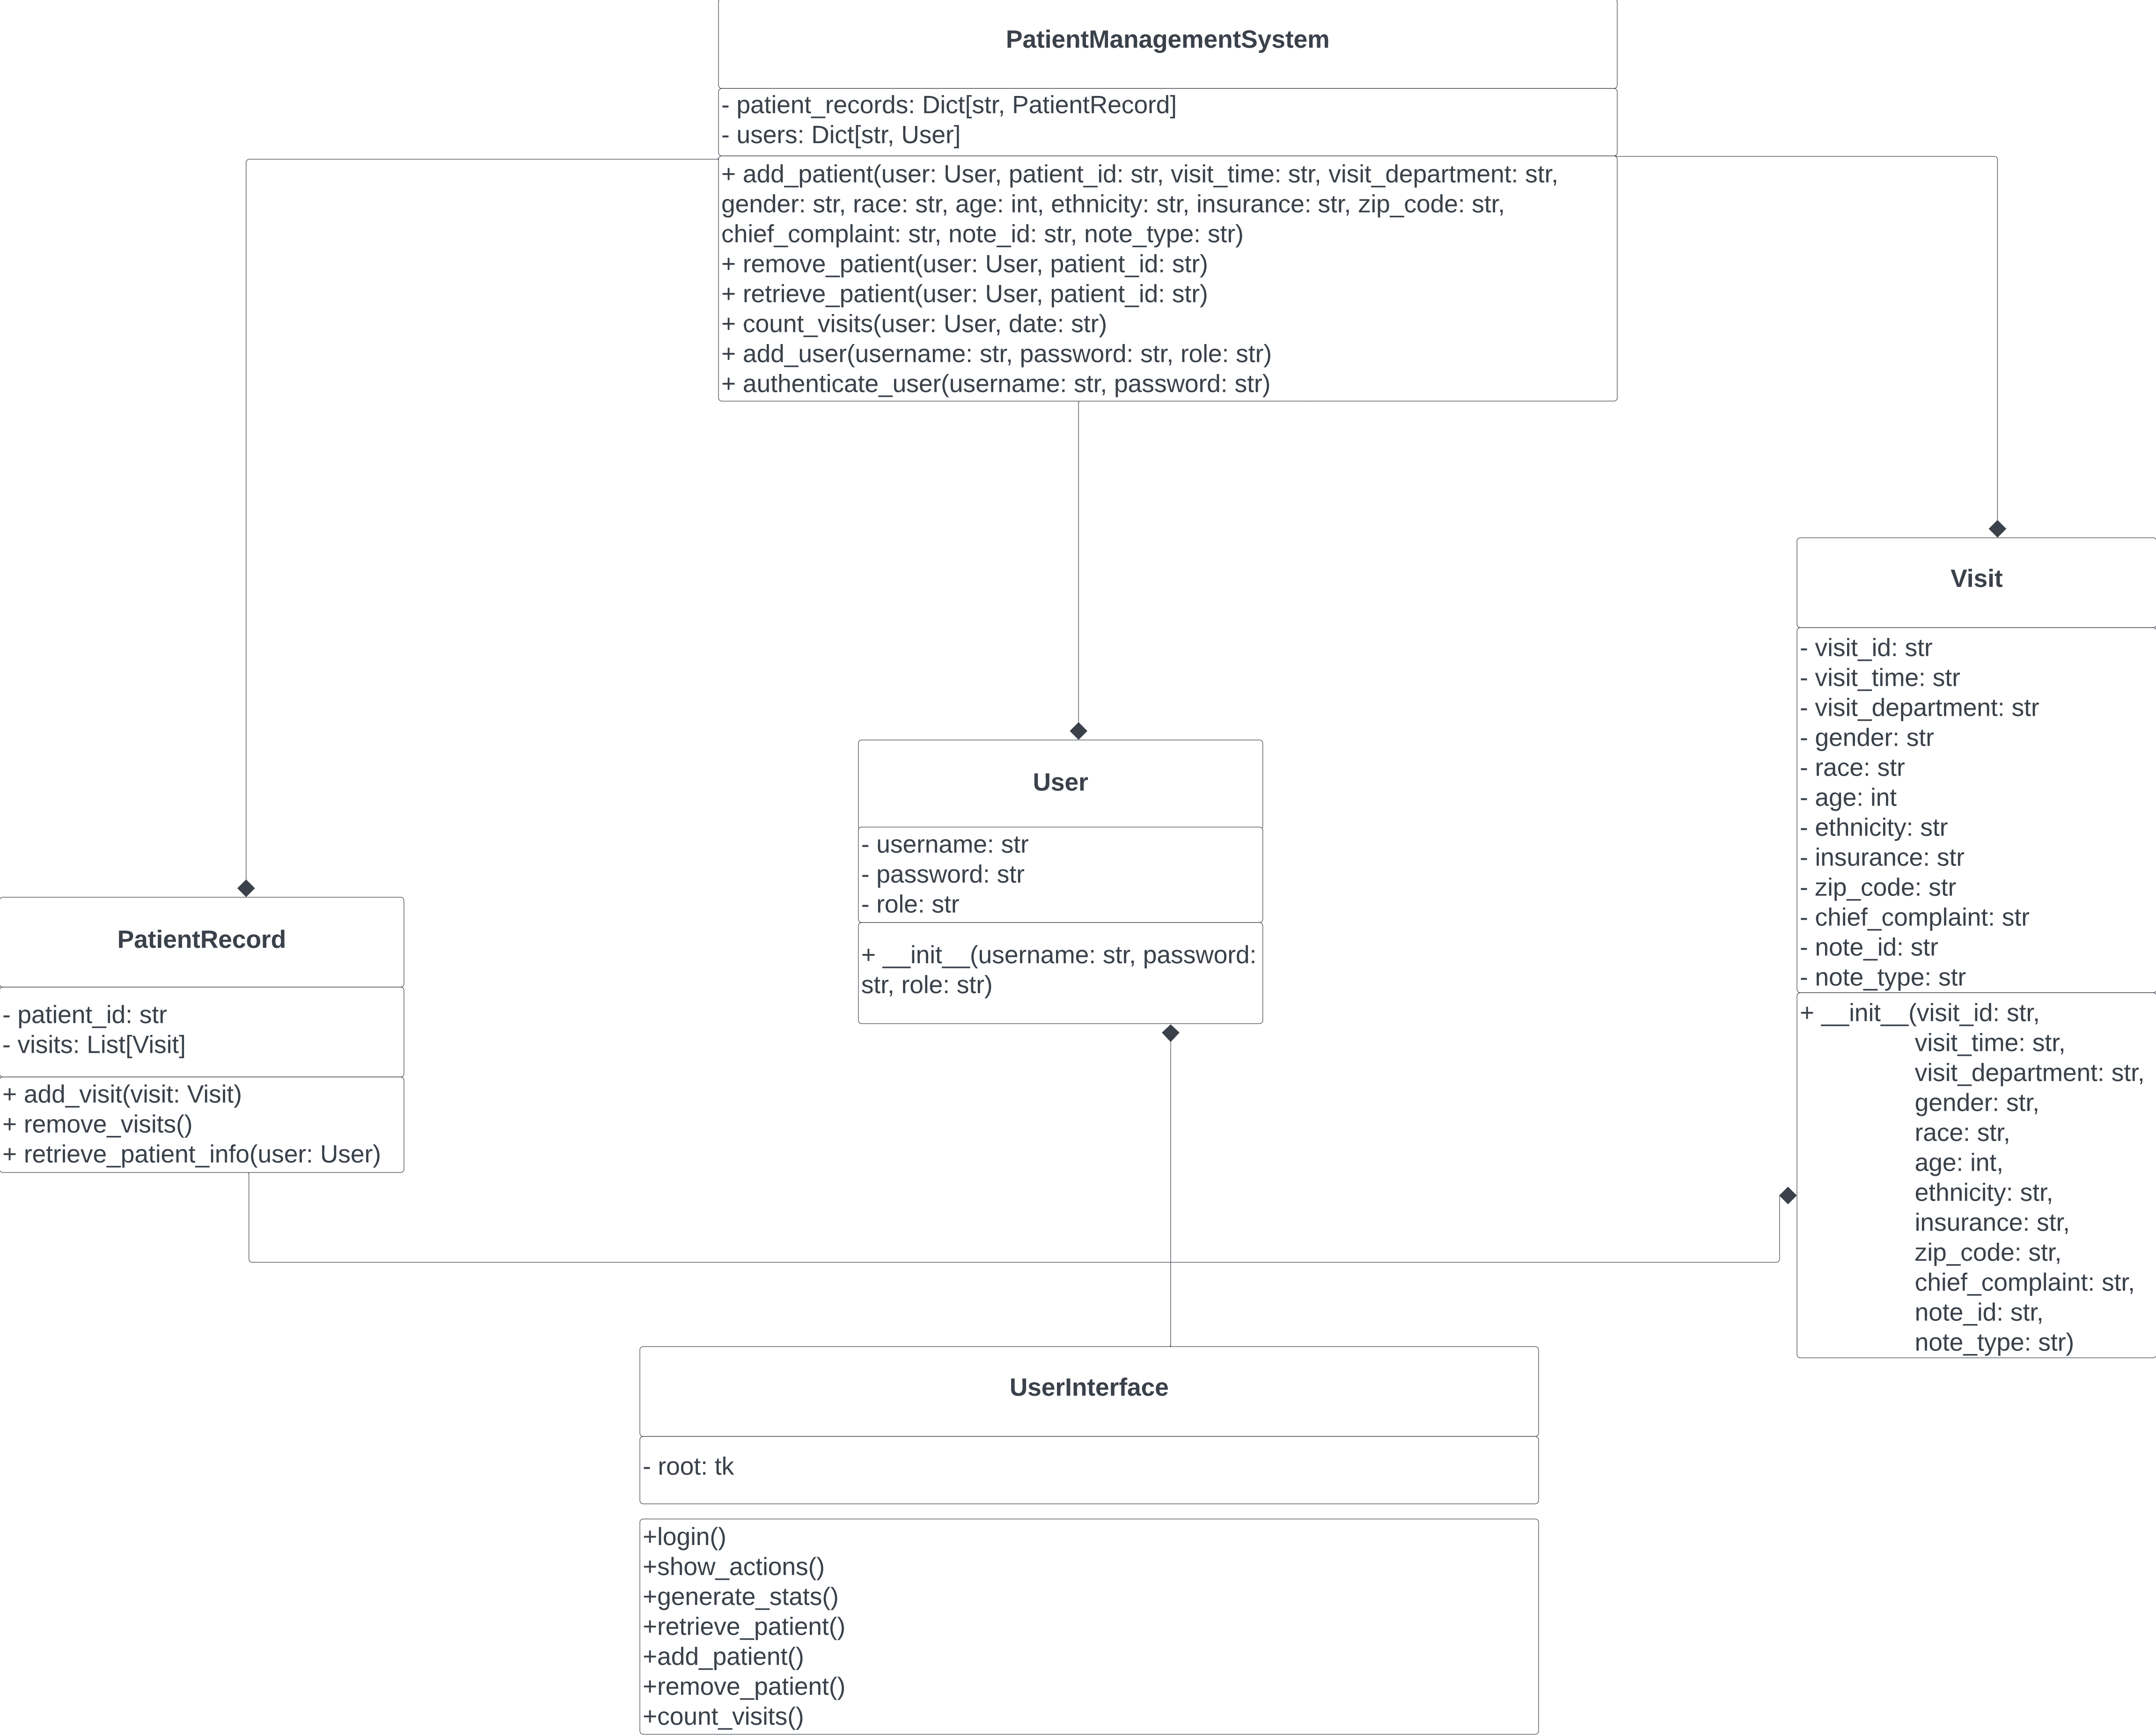 PatientManagementSystem
- patient_records: Dict[str, PatientRecord]
- users: Dict[str, User]
+ add_patient(user: User, patient_id: str, visit_time: str, visit_department: str,
gender: str, race: str, age: int, ethnicity: str, insurance: str, zip_code: str,
chief_complaint: str, note_id: str, note_type: str)
+ remove_patient(user: User, patient_id: str)
+ retrieve_patient(user: User, patient_id: str)
+ count_visits(user: User, date: str)
+ add_user(username: str, password: str, role: str)
+ authenticate_user(username: str, password: str)
Visit
- visit_id: str
- visit_time: str
- visit_department: str
- gender: str
- race: str
- age: int
- ethnicity: str
- insurance: str
- zip_code: str
- chief_complaint: str
- note_id: str
- note_type: str
+ __init__(visit_id: str,
visit_time: str,
visit_department: str,
gender: str,
race: str,
age: int,
ethnicity: str,
insurance: str,
zip_code: str,
chief_complaint: str,
note_id: str,
note_type: str)
User
- username: str
- password: str
- role: str
+ __init__(username: str, password:
str, role: str)
PatientRecord
- patient_id: str
- visits: List[Visit]
+ add_visit(visit: Visit)
+ remove_visits()
+ retrieve_patient_info(user: User)
UserInterface
- root: tk
+login()
+show_actions()
+generate_stats()
+retrieve_patient()
+add_patient()
+remove_patient()
+count_visits()